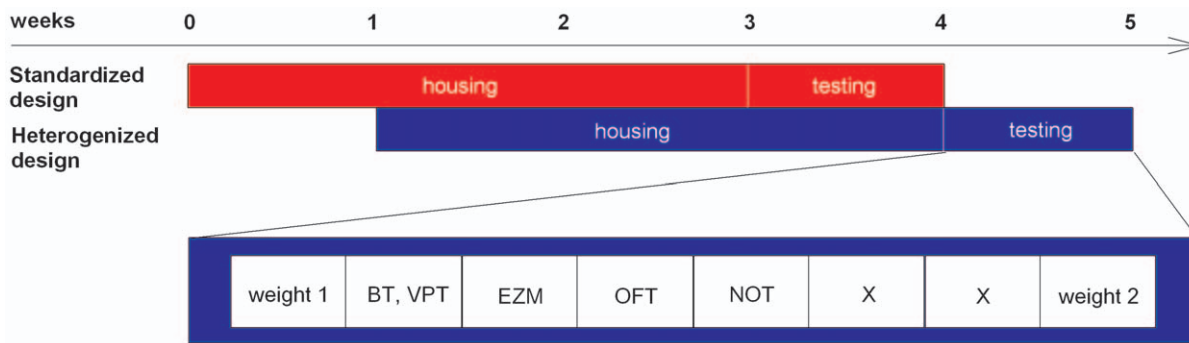 weeks 0 1 2 3 4 5
Standardized
design
housing testing
Heterogenized
design
housing testing
weight 1 BT, VPT EZM OFT NOT X X weight 2